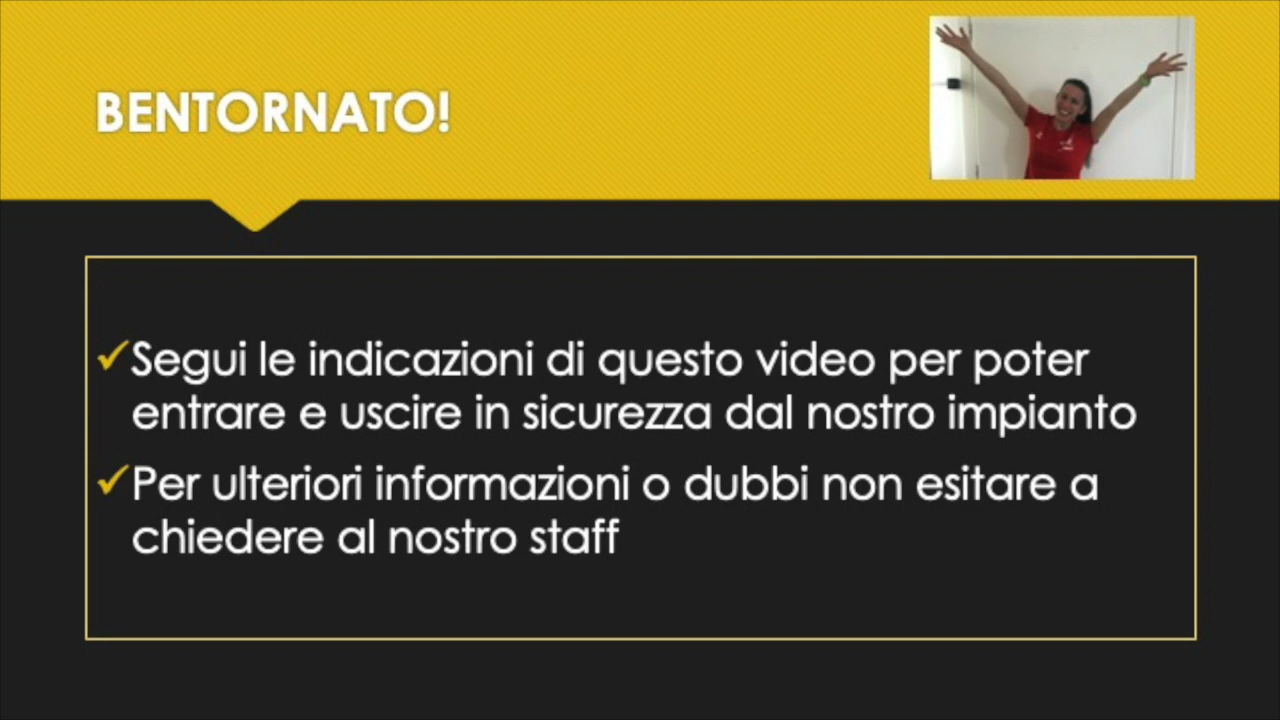 BENTORNATO!
✓Segui le indicazioni di questo video per poter
entrare e uscire in sicurezza dal nostro impianto
✓Per ulteriori informazioni o dubbi non esitare a
chiedere al nostro staff